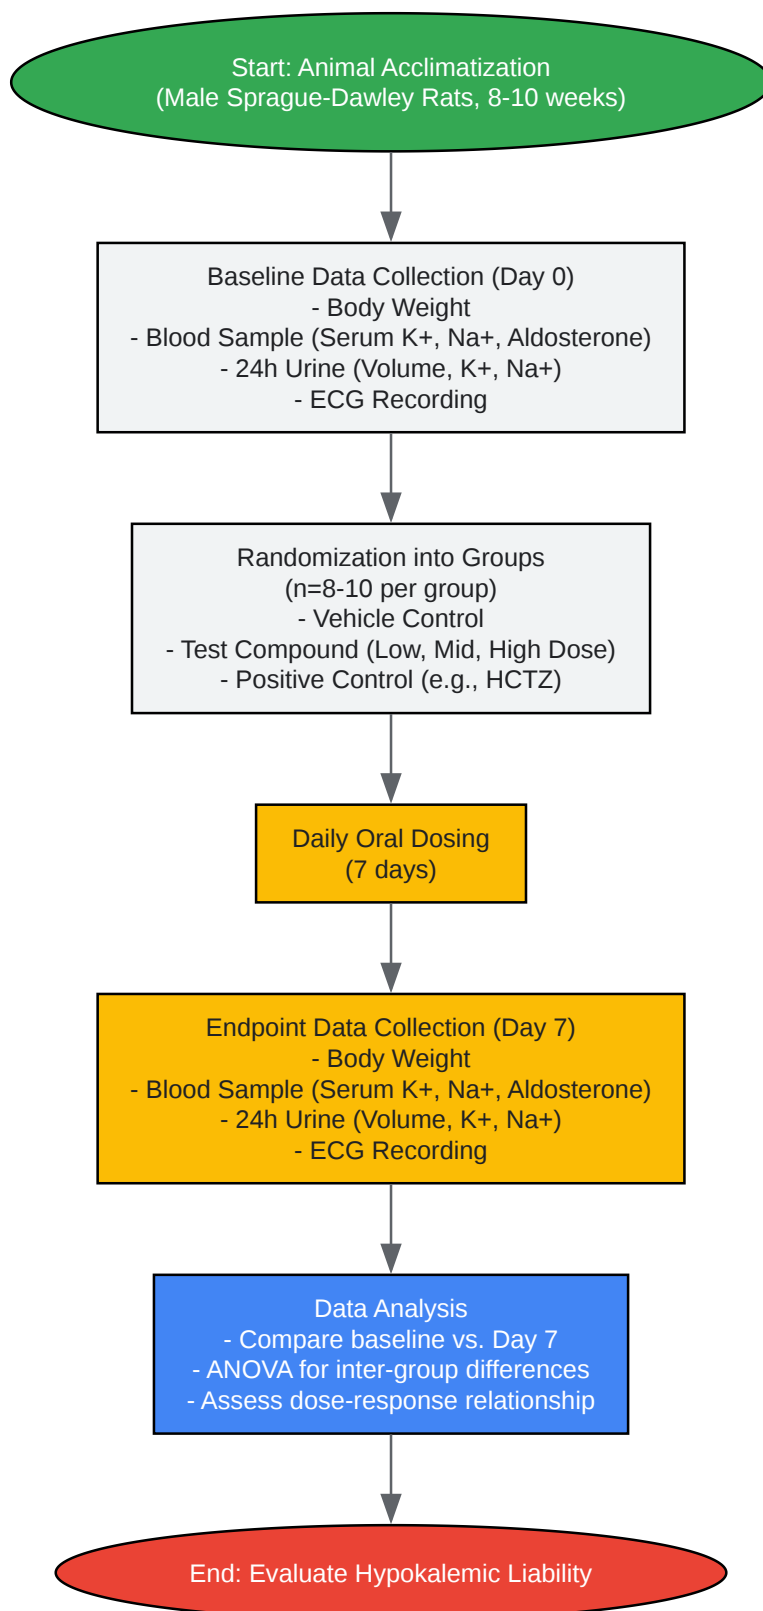 Start: Animal Acclimatization
(Male Sprague-Dawley Rats, 8-10 weeks)
Baseline Data Collection (Day 0)
- Body Weight
- Blood Sample (Serum K+, Na+, Aldosterone)
- 24h Urine (Volume, K+, Na+)
- ECG Recording
Randomization into Groups
(n=8-10 per group)
- Vehicle Control
- Test Compound (Low, Mid, High Dose)
- Positive Control (e.g., HCTZ)
Daily Oral Dosing
(7 days)
Endpoint Data Collection (Day 7)
- Body Weight
- Blood Sample (Serum K+, Na+, Aldosterone)
- 24h Urine (Volume, K+, Na+)
- ECG Recording
Data Analysis
- Compare baseline vs. Day 7
- ANOVA for inter-group differences
- Assess dose-response relationship
End: Evaluate Hypokalemic Liability